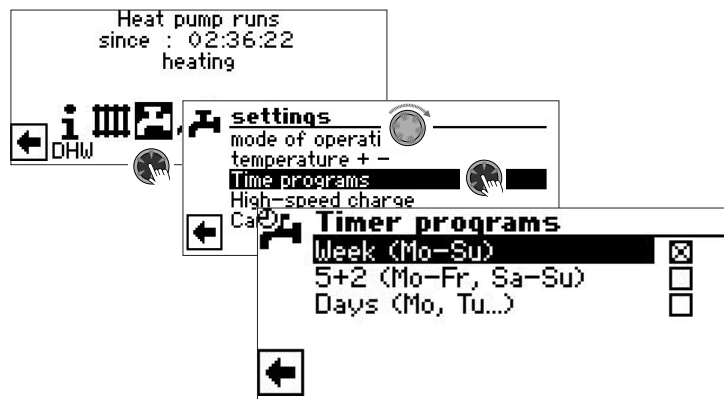 Heat pump runs
since : 02:36:22
heating
DHW
settings
mode of operati
temperature + -
Time programs
High-speed charge
Ca
Timer programs
Week (Mo-Su)
5+2 (Mo-Fr, Sa-Su)
Days (Mo, Tu...)